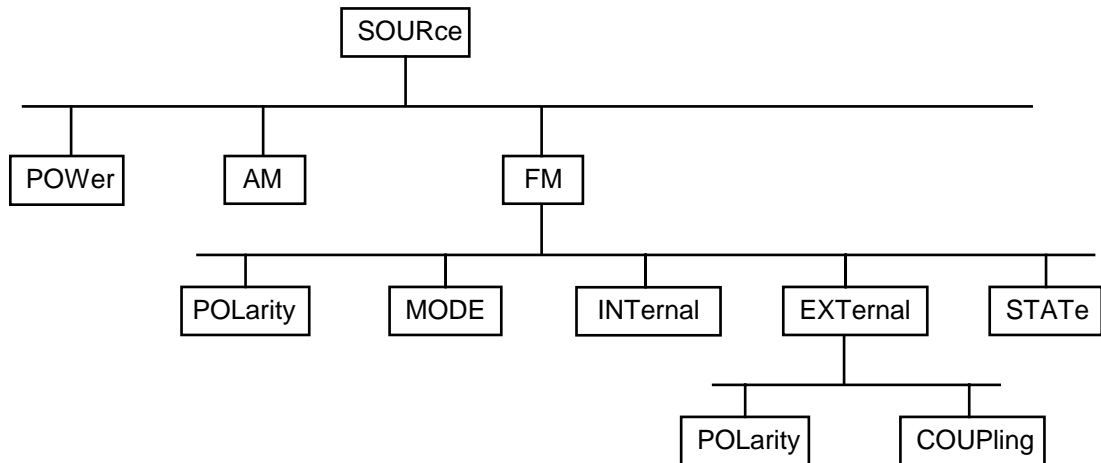 SOURce
POWer
AM
FM
POLarity
MODE
INTernal
EXTernal
STATe
POLarity
COUPling